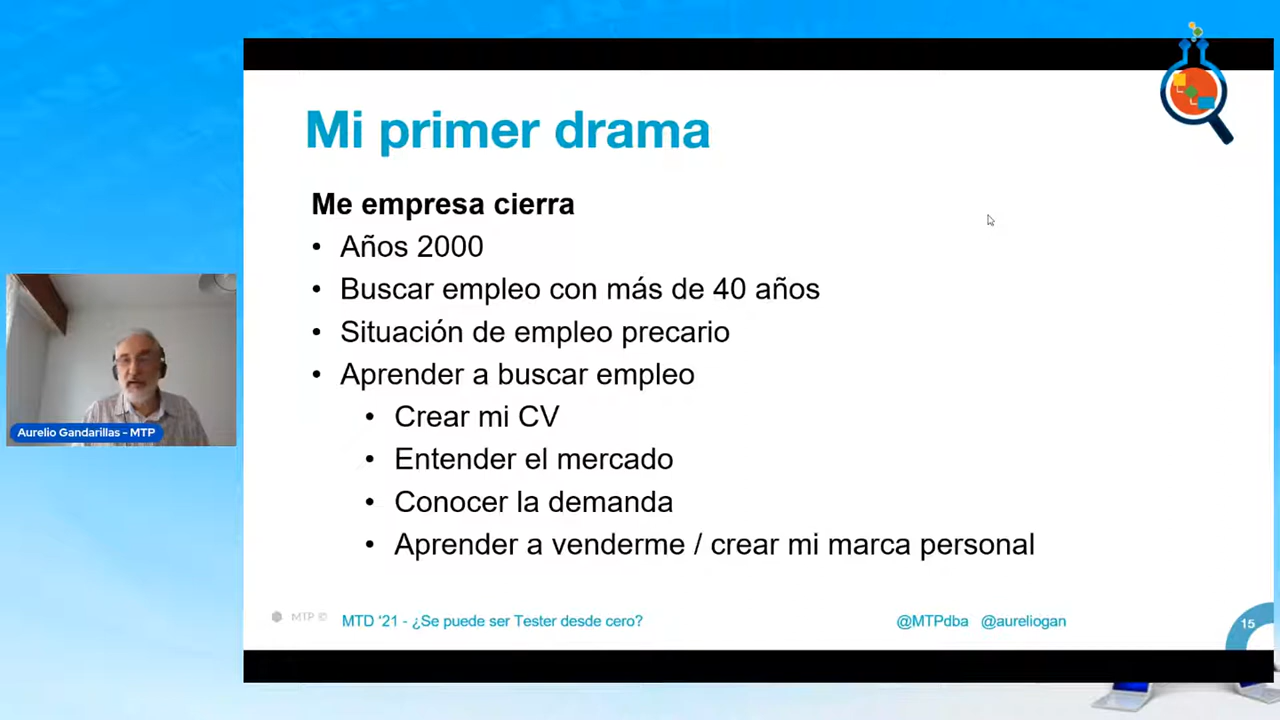 Mi primer drama
Me empresa cierra
• Años 2000
• Buscar empleo con más de 40 años
• Situación de empleo precario
• Aprender a buscar empleo
• Crear mi CV
• Entender el mercado
• Conocer la demanda
• Aprender a venderme / crear mi marca personal
Aurelio Gandarillas - MTP
MTP © MTD '21 - ¿Se puede ser Tester desde cero? @MTPdba @aureliogan 15